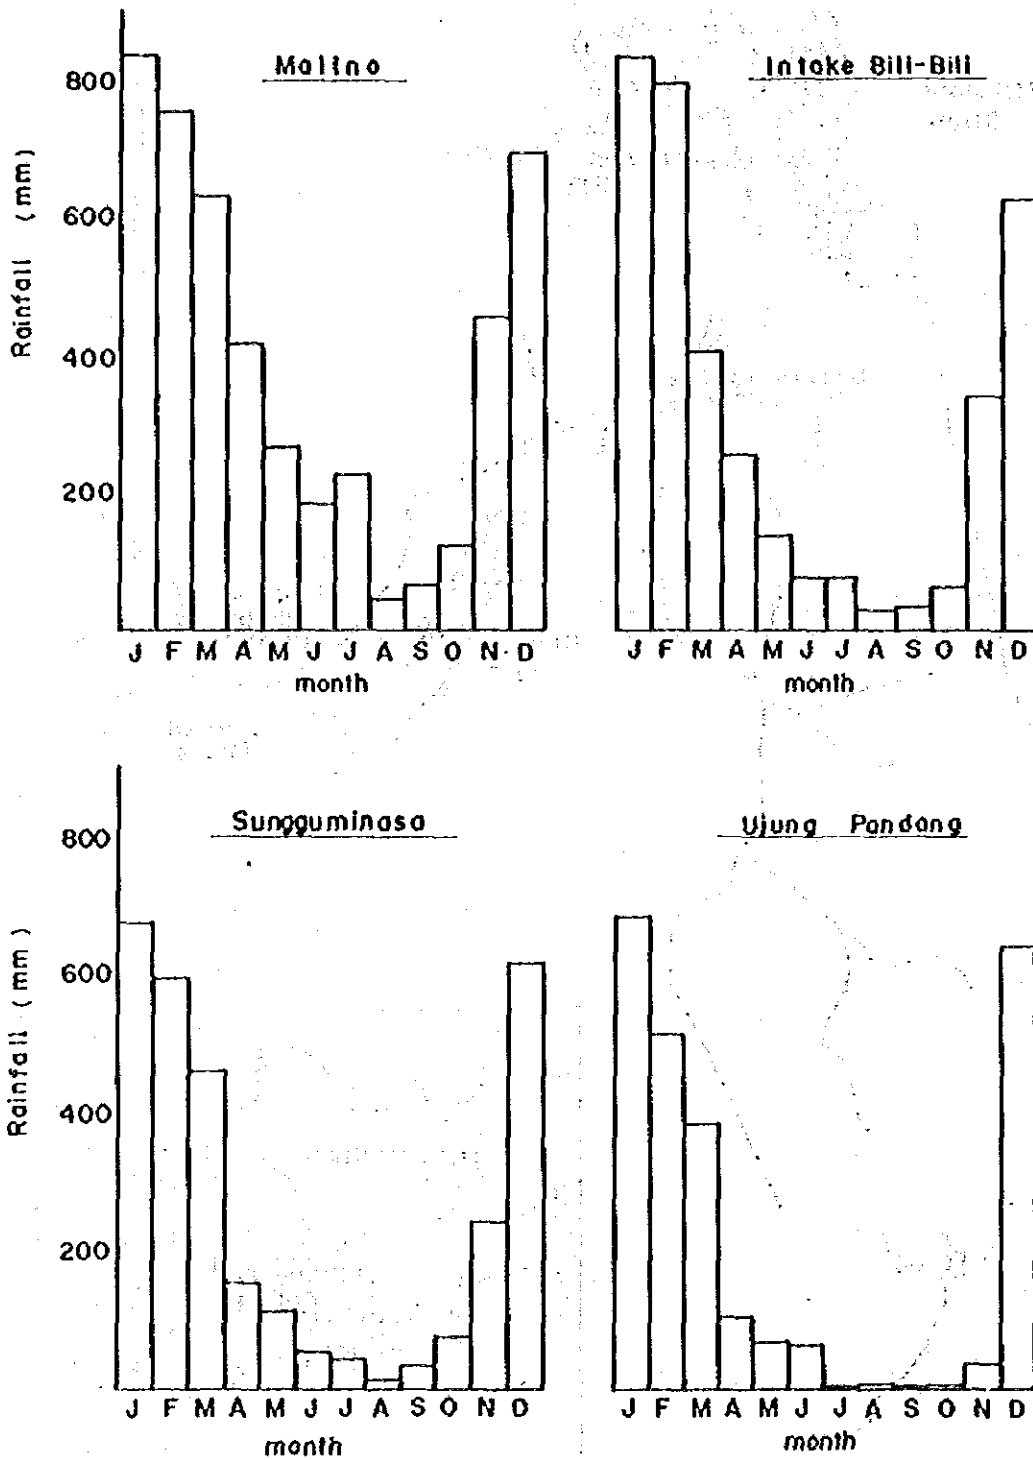 Malino
Intake Bili-Bili
800
600
400
200
Rainfall (mm)
J F M A M J J A S O N D
month
J F M A M J J A S O N D
month
Sungguminasa
Ujung Pandang
800
600
400
200
Rainfall (mm)
J F M A M J J A S O N D
month
J F M A M J J A S O N D
month